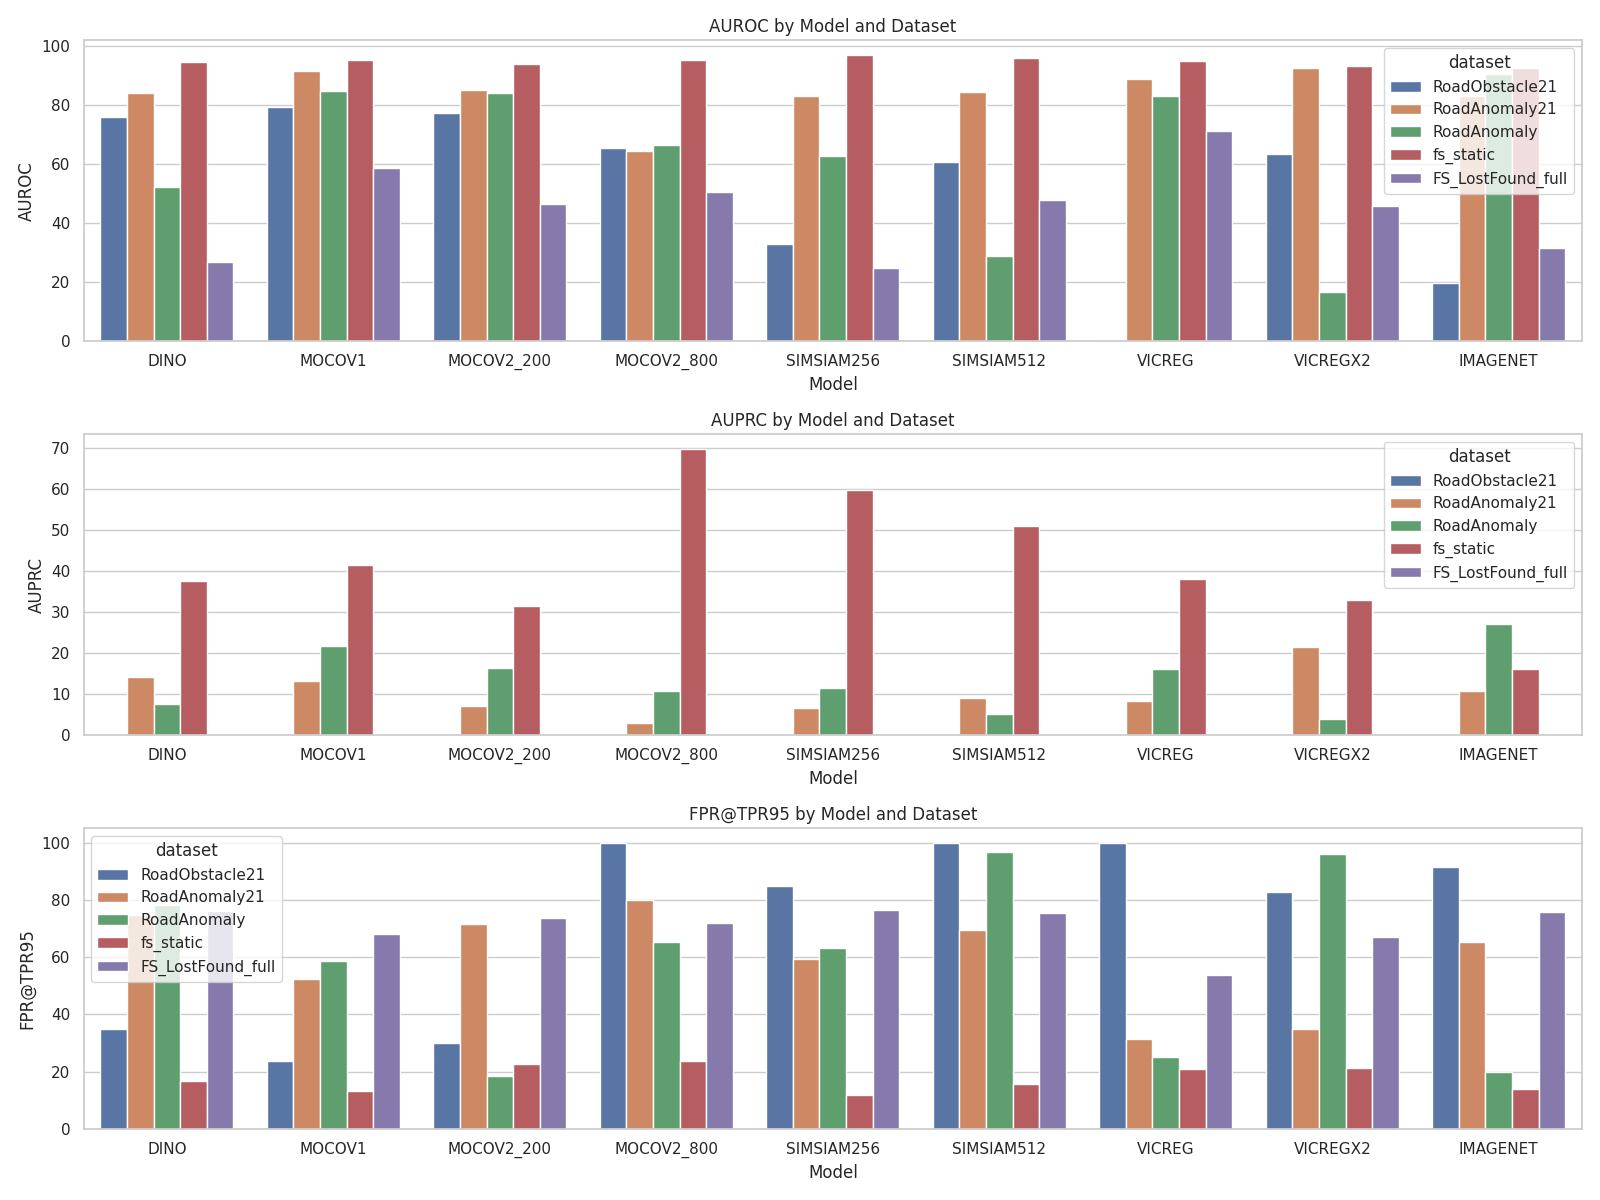 AUROC by Model and Dataset
100
80
60
40
20
0
AUROC
dataset
RoadObstacle21
RoadAnomaly21
RoadAnomaly
fs_static
FS_LostFound_full
DINO MOCOV1 MOCOV2_200 MOCOV2_800 SIMSIAM256 SIMSIAM512 VICREG VICREGX2 IMAGENET
Model
AUPRC by Model and Dataset
70
60
50
40
30
20
10
0
AUPRC
dataset
RoadObstacle21
RoadAnomaly21
RoadAnomaly
fs_static
FS_LostFound_full
DINO MOCOV1 MOCOV2_200 MOCOV2_800 SIMSIAM256 SIMSIAM512 VICREG VICREGX2 IMAGENET
Model
FPR@TPR95 by Model and Dataset
100
80
60
40
20
0
FPR@TPR95
dataset
RoadObstacle21
RoadAnomaly21
RoadAnomaly
fs_static
FS_LostFound_full
DINO MOCOV1 MOCOV2_200 MOCOV2_800 SIMSIAM256 SIMSIAM512 VICREG VICREGX2 IMAGENET
Model